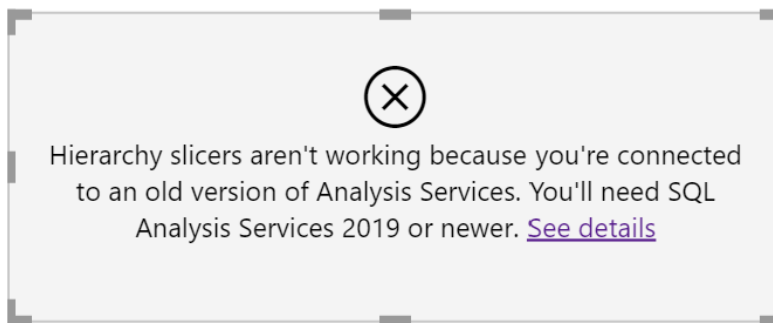 Hierarchy slicers aren't working because you're connected
to an old version of Analysis Services. You'll need SQL
Analysis Services 2019 or newer. See details